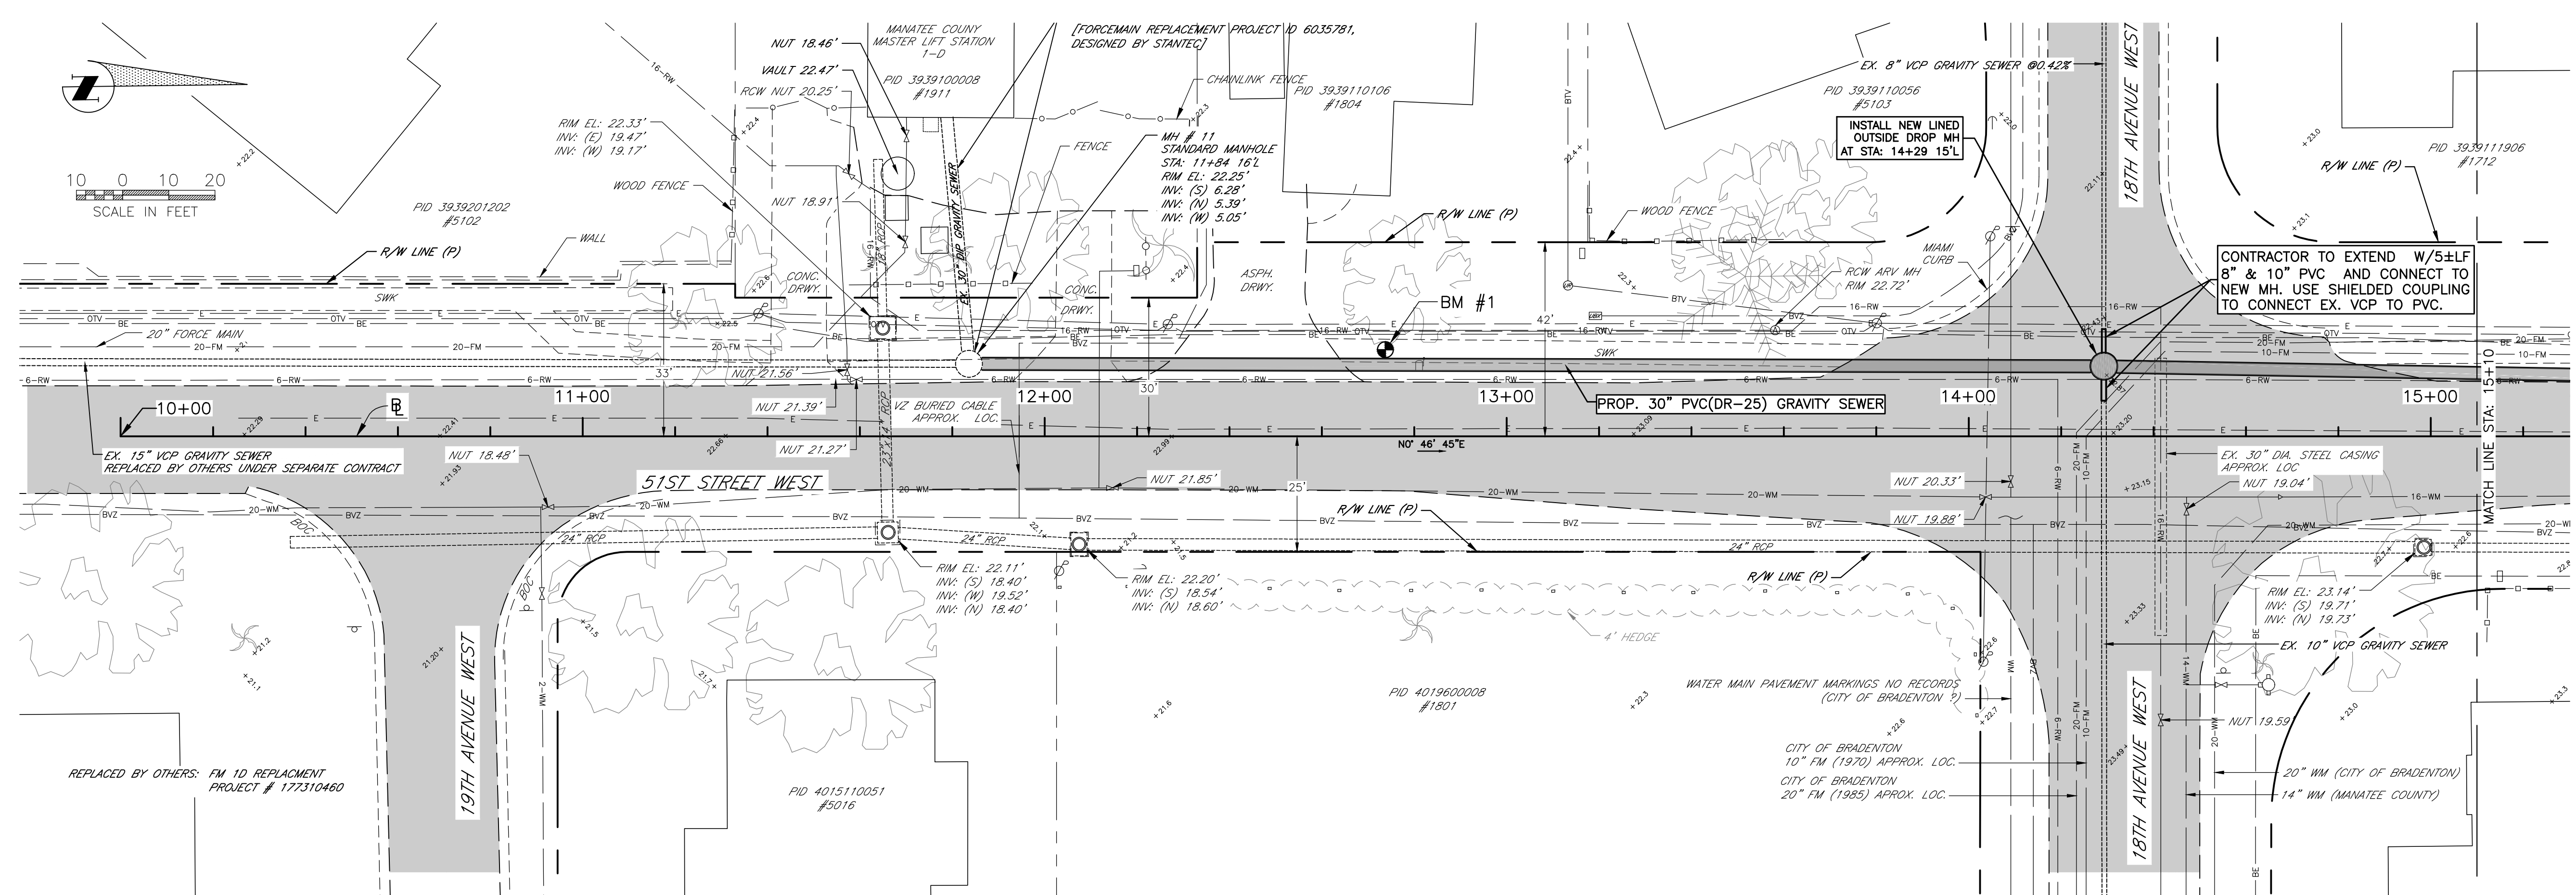 NUT 18.46'
VAULT 22.47'
RCW NUT 20.25'
MANATEE COUNY
MASTER LIFT STATION
1-D
PID 3939100008
#1911
[FORCEMAIN REPLACEMENT PROJECT ID 6035781,
DESIGNED BY STANTEC]
CHAINLINK FENCE
PID 3939110106
#1804
EX. 8" VCP GRAVITY SEWER @0.42%
PID 3939110056
#5103
18TH AVENUE WEST
INSTALL NEW LINED
OUTSIDE DROP MH
AT STA: 14+29 15'L
PID 3939111906
#1712
R/W LINE (P)
10 0 10 20
SCALE IN FEET
RIM EL: 22.33'
INV: (E) 19.47'
INV: (W) 19.17'
WOOD FENCE
NUT 18.91'
PID 3939201202
#5102
WALL
R/W LINE (P)
EX. 30" DIP GRAVITY SEWER
18" RCP
16-RW
FENCE
MH # 11
STANDARD MANHOLE
STA: 11+84 16'L
RIM EL: 22.25'
INV: (S) 6.28'
INV: (N) 5.39'
INV: (W) 5.05'
R/W LINE (P)
WOOD FENCE
MIAMI
CURB
RCW ARV MH
RIM 22.72'
CONTRACTOR TO EXTEND W/5±LF
8" & 10" PVC AND CONNECT TO
NEW MH. USE SHIELDED COUPLING
TO CONNECT EX. VCP TO PVC.
CONC.
DRWY.
CONC.
DRWY.
ASPH.
DRWY.
SWK
20" FORCE MAIN
BM #1
42'
33'
30'
25'
SWK
NUT 21.56'
NUT 21.39'
NUT 21.27'
VZ BURIED CABLE
APPROX. LOC.
PROP. 30" PVC(DR-25) GRAVITY SEWER
10+00
11+00
12+00
13+00
14+00
15+00
MATCH LINE STA: 15+10
N0° 46' 45"E
EX. 15" VCP GRAVITY SEWER
REPLACED BY OTHERS UNDER SEPARATE CONTRACT
NUT 18.48'
51ST STREET WEST
NUT 21.85'
NUT 20.33'
NUT 19.88'
EX. 30" DIA. STEEL CASING
APPROX. LOC
NUT 19.04'
R/W LINE (P)
BOC
BOC
24" RCP
24" RCP
24" RCP
RIM EL: 22.11'
INV: (S) 18.40'
INV: (W) 19.52'
INV: (N) 18.40'
RIM EL: 22.20'
INV: (S) 18.54'
INV: (N) 18.60'
R/W LINE (P)
4' HEDGE
RIM EL: 23.14'
INV: (S) 19.71'
INV: (N) 19.73'
EX. 10" VCP GRAVITY SEWER
WATER MAIN PAVEMENT MARKINGS NO RECORDS
(CITY OF BRADENTON ?)
PID 4019600008
#1801
NUT 19.59'
CITY OF BRADENTON
10" FM (1970) APPROX. LOC.
CITY OF BRADENTON
20" FM (1985) APROX. LOC.
20" WM (CITY OF BRADENTON)
14" WM (MANATEE COUNTY)
18TH AVENUE WEST
19TH AVENUE WEST
REPLACED BY OTHERS: FM 1D REPLACMENT
PROJECT # 177310460
PID 4015110051
#5016